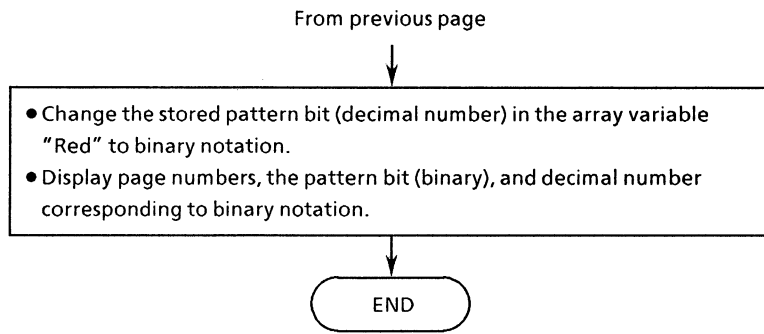 From previous page
● Change the stored pattern bit (decimal number) in the array variable
"Red" to binary notation.
● Display page numbers, the pattern bit (binary), and decimal number
corresponding to binary notation.
END